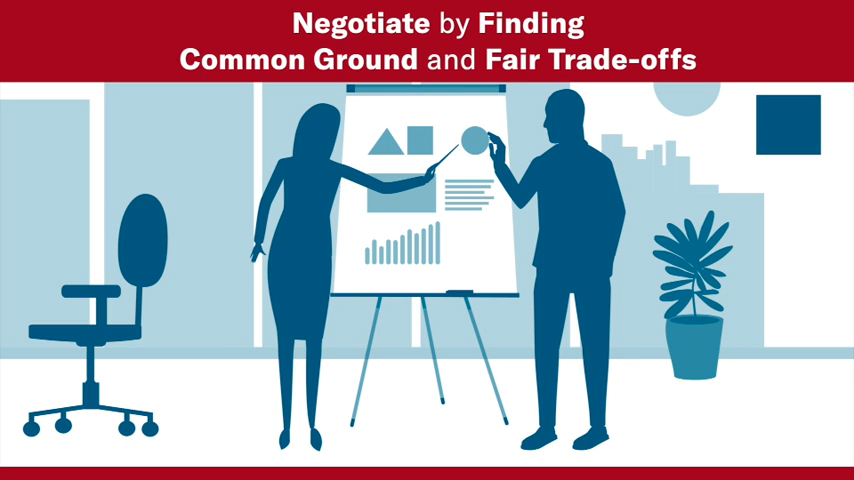 Negotiate by Finding
Common Ground and Fair Trade-offs